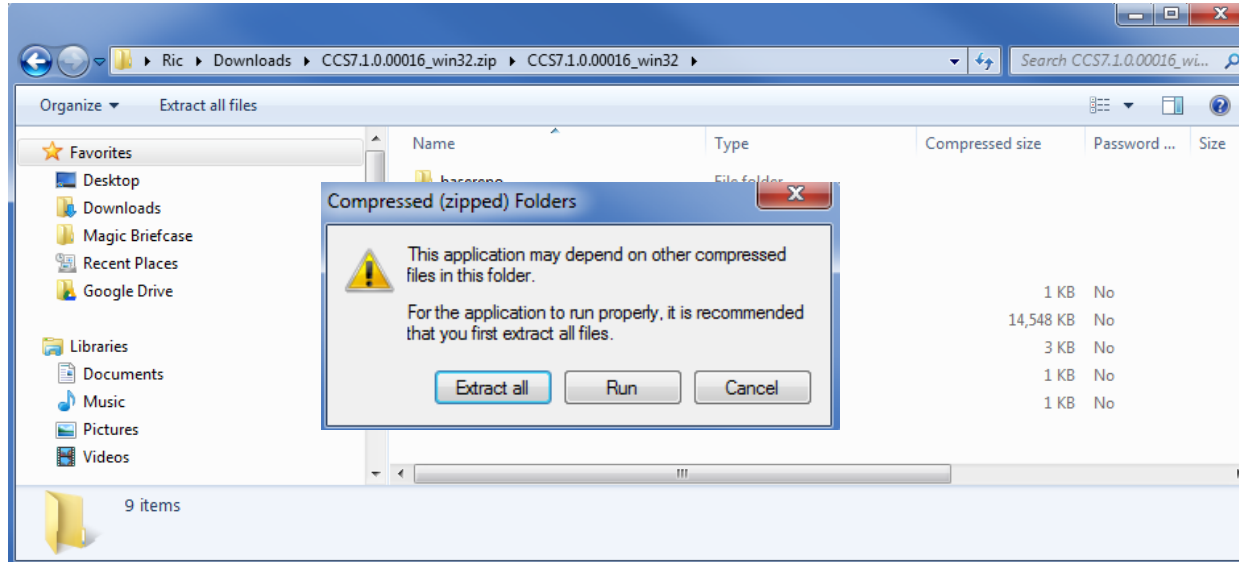 Ric ▸ Downloads ▸ CCS7.1.0.00016_win32.zip ▸ CCS7.1.0.00016_win32 ▸
Search CCS7.1.0.00016_wi...
Organize
Extract all files
Name
Type
Compressed size
Password ...
Size
Favorites
Desktop
Downloads
Magic Briefcase
Recent Places
Google Drive
Libraries
Documents
Music
Pictures
Videos
File folder
Compressed (zipped) Folders
This application may depend on other compressed
files in this folder.
For the application to run properly, it is recommended
that you first extract all files.
Extract all
Run
Cancel
1 KB No
14,548 KB No
3 KB No
1 KB No
1 KB No
9 items